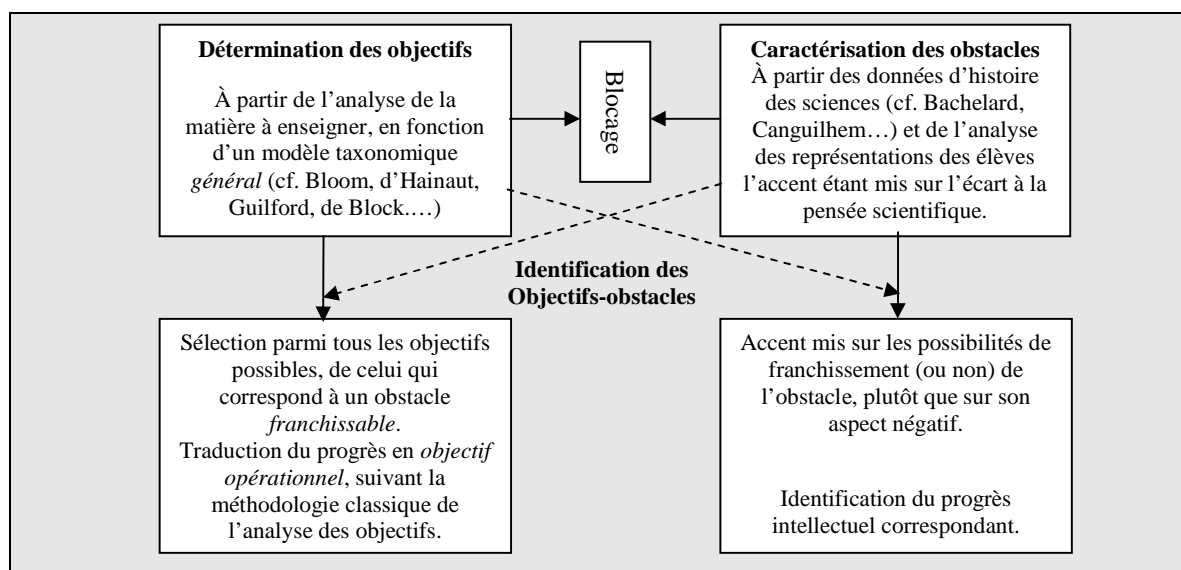 Détermination des objectifs
À partir de l'analyse de la
matière à enseigner, en fonction
d'un modèle taxonomique
général (cf. Bloom, d'Hainaut,
Guilford, de Block.…)
Blocage
Caractérisation des obstacles
À partir des données d'histoire
des sciences (cf. Bachelard,
Canguilhem…) et de l'analyse
des représentations des élèves
l'accent étant mis sur l'écart à la
pensée scientifique.
Identification des
Objectifs-obstacles
Sélection parmi tous les objectifs
possibles, de celui qui
correspond à un obstacle
franchissable.
Traduction du progrès en objectif
opérationnel, suivant la
méthodologie classique de
l'analyse des objectifs.
Accent mis sur les possibilités de
franchissement (ou non) de
l'obstacle, plutôt que sur son
aspect négatif.
Identification du progrès
intellectuel correspondant.